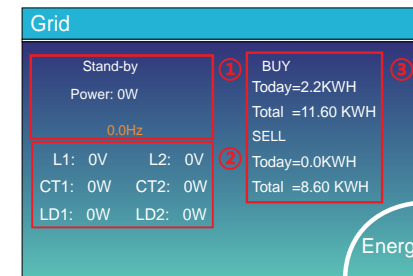 Grid
Stand-by
Power: 0W
0.0Hz
①
L1: 0V L2: 0V
CT1: 0W CT2: 0W
LD1: 0W LD2: 0W
②
BUY
Today=2.2KWH
Total =11.60 KWH
SELL
Today=0.0KWH
Total =8.60 KWH
③
Energ